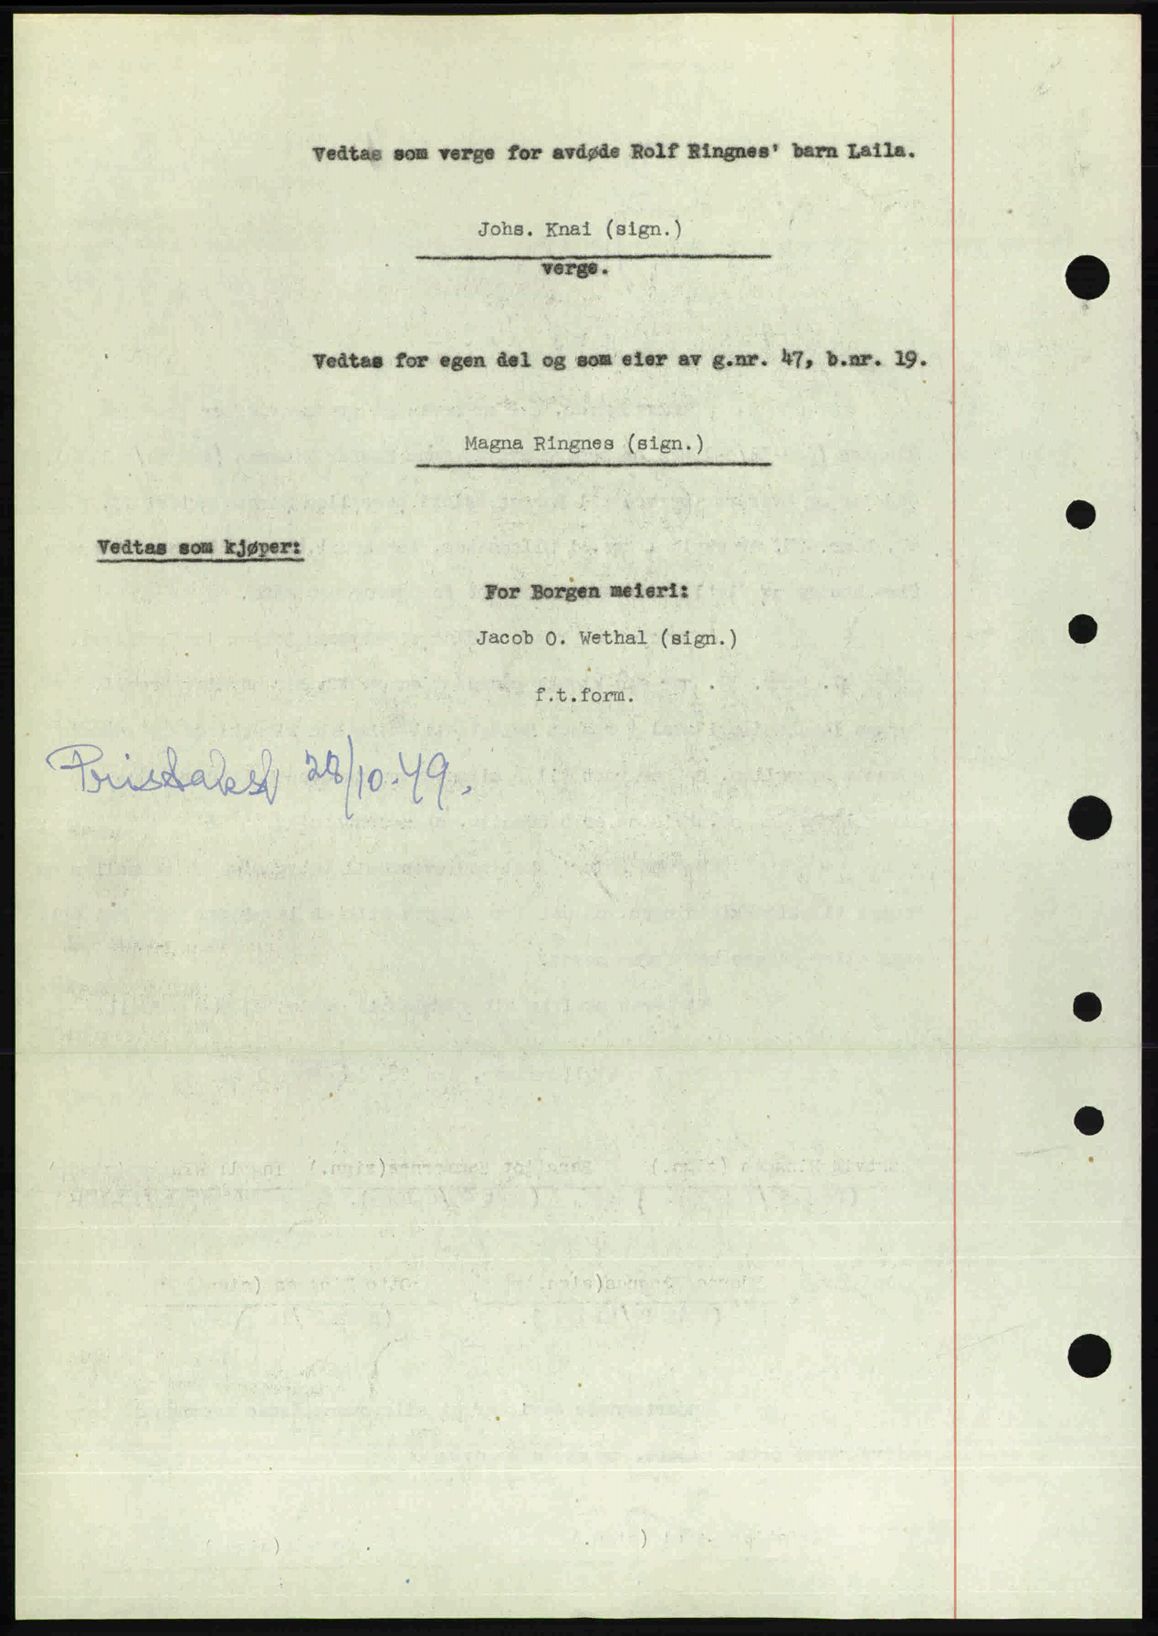 Vedtas som verge for avdøde Rolf Ringnes' barn Laila.
Johs. Knai (sign.)
verge.
Vedtas for egen del og som eier av g.nr. 47, b.nr. 19.
Magna Ringnes (sign.)
Vedtas som kjøper:
For Borgen meieri:
Jacob O. Wethal (sign.)
f.t.form.
Pristakst 28/10.49.